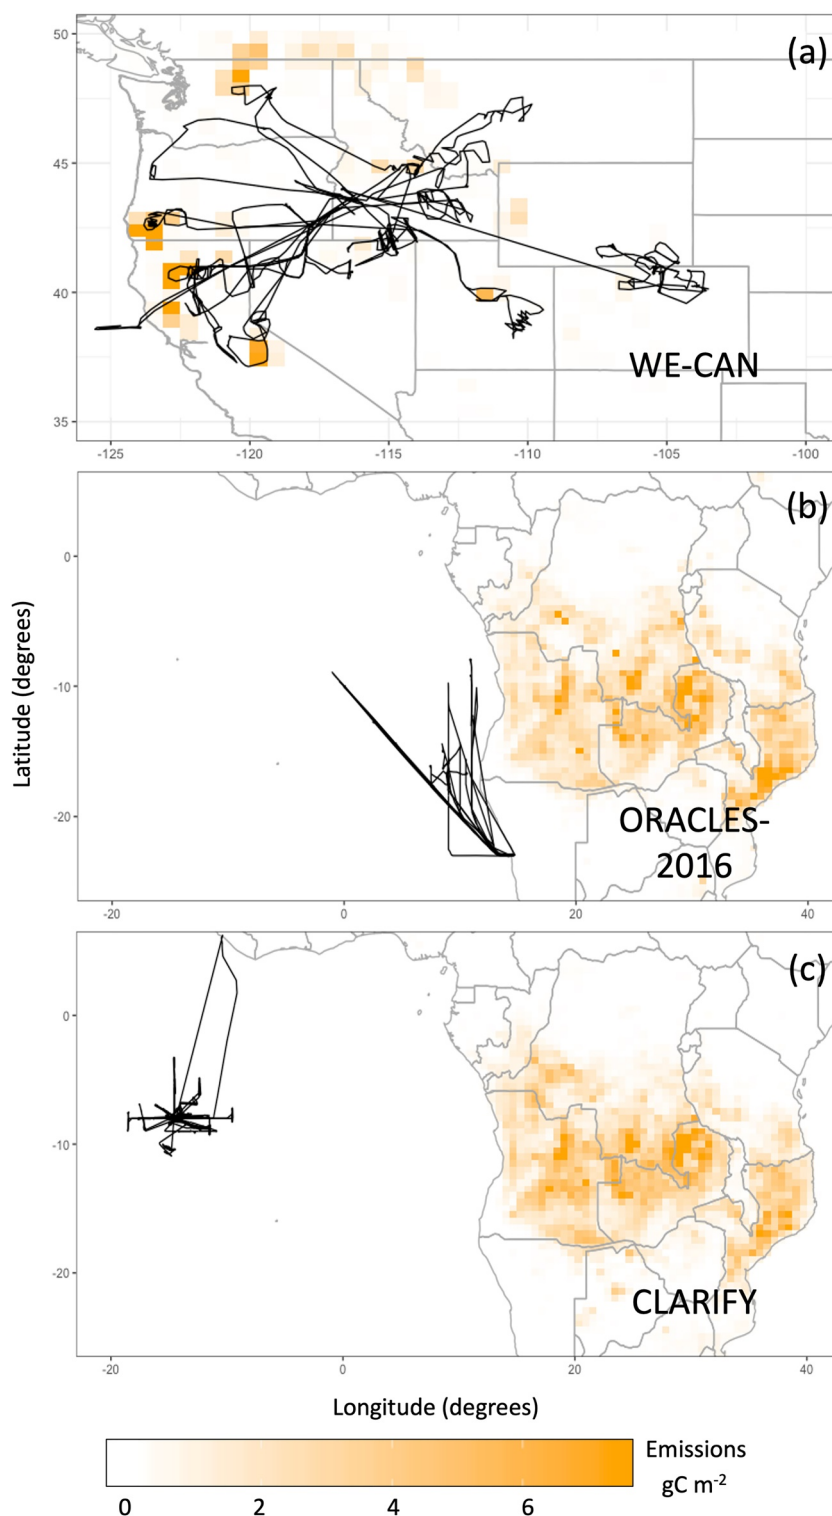 50
(a)
45
40
WE-CAN
35
-125
-120
-115
-110
-105
-100
(b)
0
-10
-20
ORACLES-
2016
-20
0
20
40
Latitude (degrees)
(c)
0
-10
-20
CLARIFY
-20
0
20
40
Longitude (degrees)
Emissions
gC m⁻²
0
2
4
6